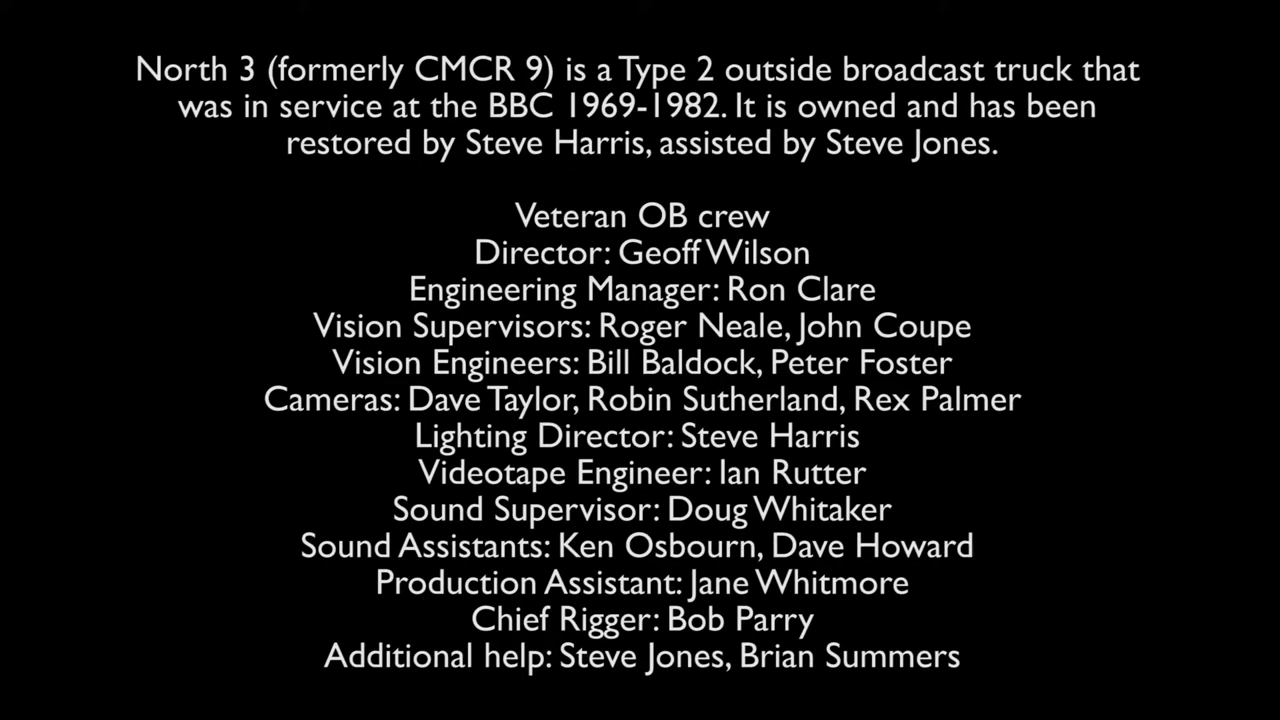 North 3 (formerly CMCR 9) is a Type 2 outside broadcast truck that
was in service at the BBC 1969-1982. It is owned and has been
restored by Steve Harris, assisted by Steve Jones.
Veteran OB crew
Director: Geoff Wilson
Engineering Manager: Ron Clare
Vision Supervisors: Roger Neale, John Coupe
Vision Engineers: Bill Baldock, Peter Foster
Cameras: Dave Taylor, Robin Sutherland, Rex Palmer
Lighting Director: Steve Harris
Videotape Engineer: Ian Rutter
Sound Supervisor: Doug Whitaker
Sound Assistants: Ken Osbourn, Dave Howard
Production Assistant: Jane Whitmore
Chief Rigger: Bob Parry
Additional help: Steve Jones, Brian Summers